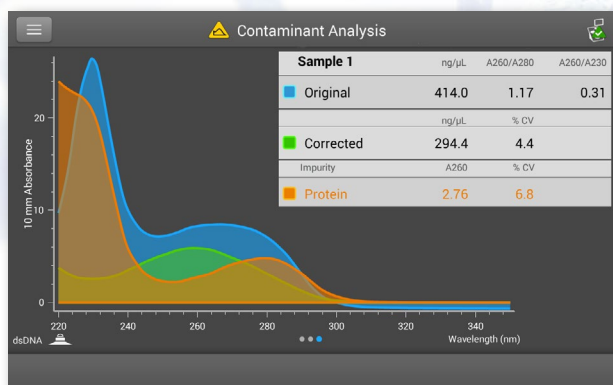 Contaminant Analysis
Sample 1 ng/µL A260/A280 A260/A230
Original 414.0 1.17 0.31
ng/µL % CV
Corrected 294.4 4.4
Impurity A260 % CV
Protein 2.76 6.8
10 mm Absorbance
20
10
0
220 240 260 280 300 320 340
dsDNA Wavelength (nm)